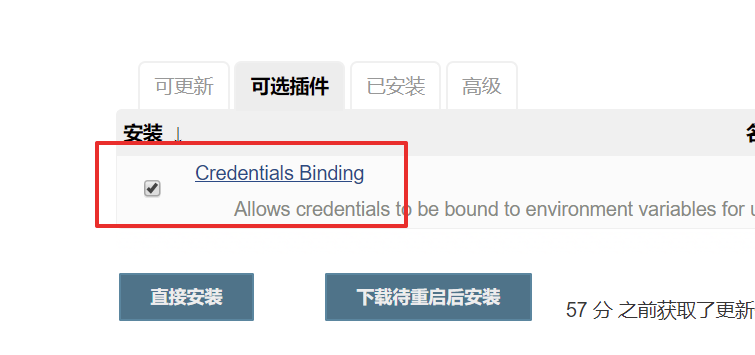 可更新 可选插件 已安装 高级
安装 ↓
Credentials Binding
Allows credentials to be bound to environment variables for
直接安装 下载待重启后安装 57 分 之前获取了更新